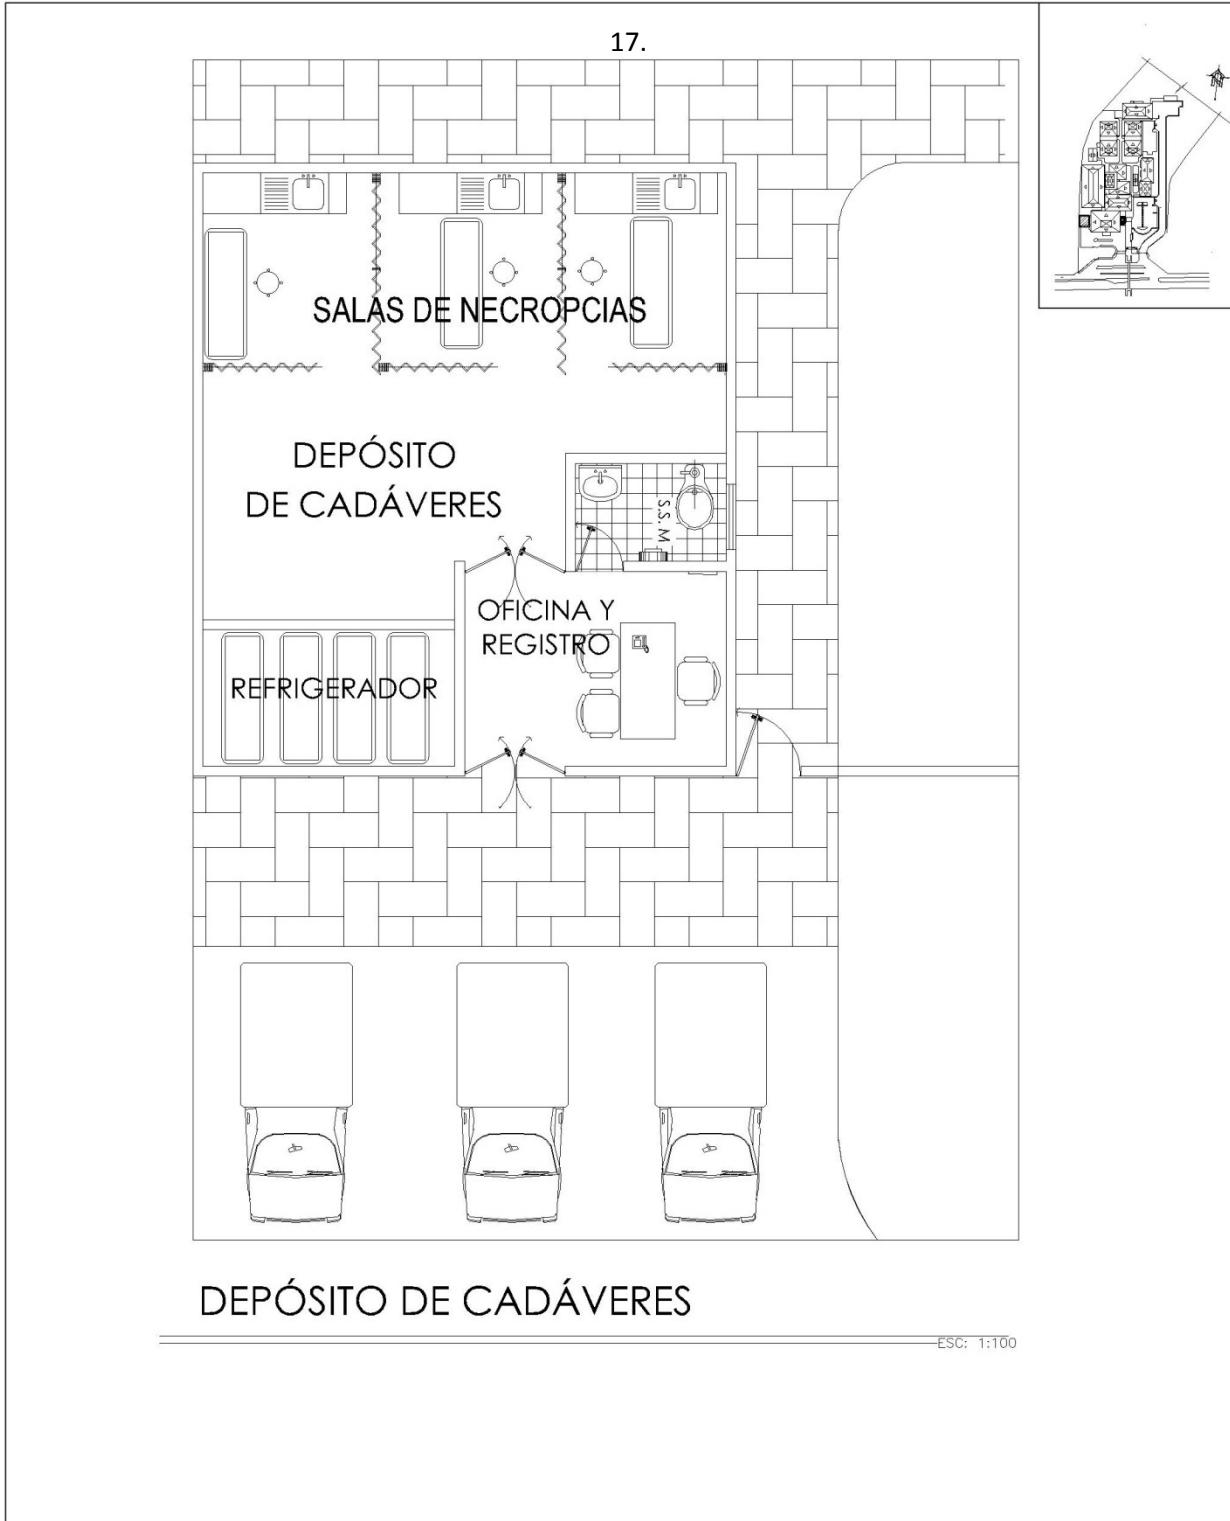 17.
SALAS DE NECROPCIAS
DEPÓSITO
DE CADÁVERES
S.S. M
OFICINA Y
REGISTRO
REFRIGERADOR
DEPÓSITO DE CADÁVERES
ESC: 1:100